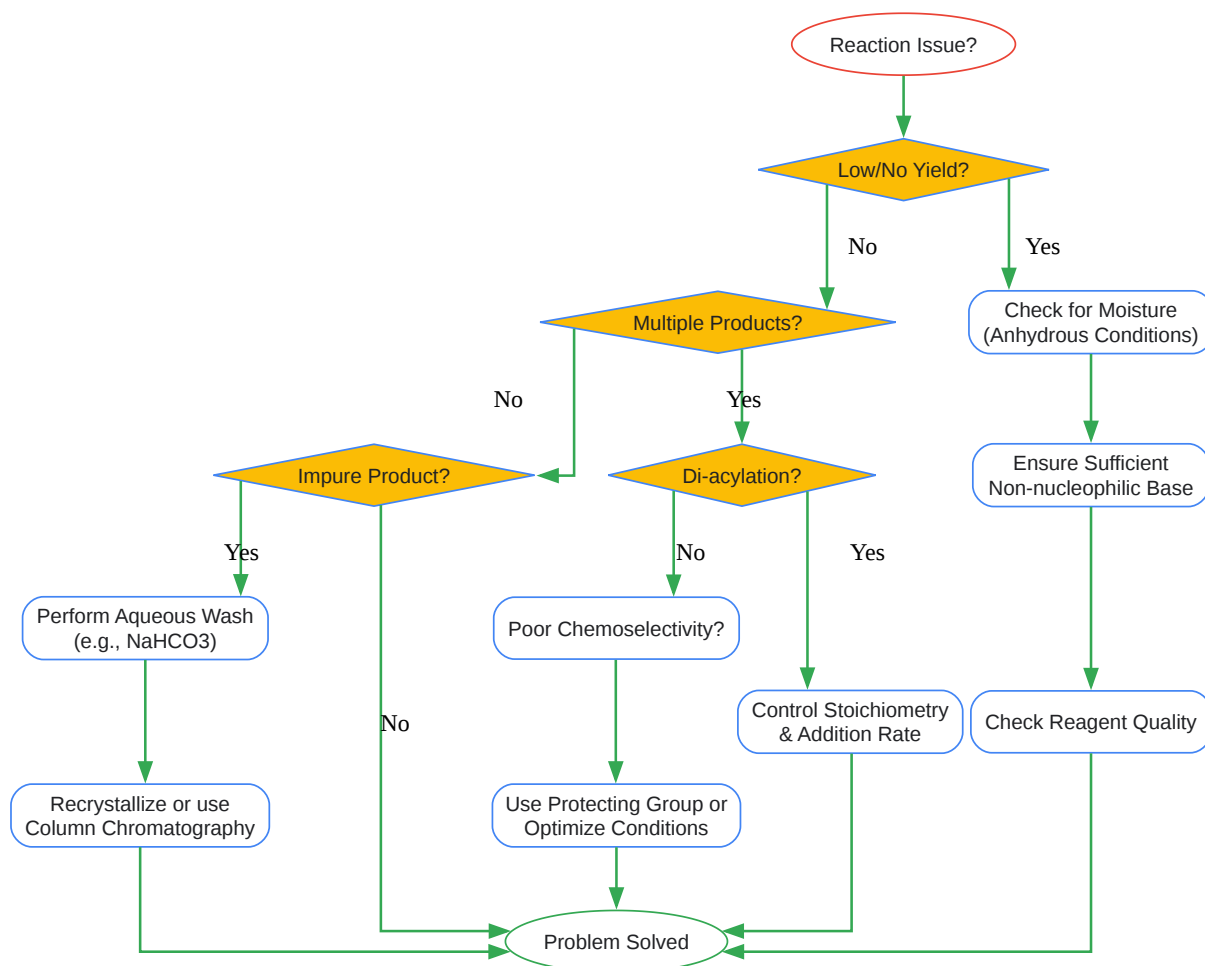 Reaction Issue?
Low/No Yield?
No
Yes
Multiple Products?
Check for Moisture
(Anhydrous Conditions)
No
Yes
Impure Product?
Di-acylation?
Ensure Sufficient
Non-nucleophilic Base
Yes
No
Yes
Perform Aqueous Wash
(e.g., NaHCO3)
Poor Chemoselectivity?
No
Control Stoichiometry
& Addition Rate
Check Reagent Quality
Recrystallize or use
Column Chromatography
Use Protecting Group or
Optimize Conditions
Problem Solved